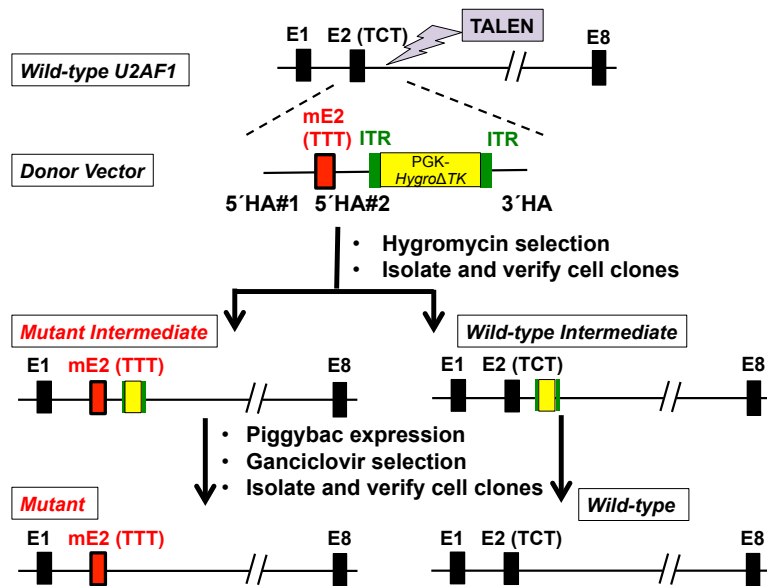 TALEN
E1 E2 (TCT) E8
Wild-type U2AF1
mE2
(TTT) ITR ITR
Donor Vector
PGK-
HygroΔTK
5´HA#1 5´HA#2 3´HA
• Hygromycin selection
• Isolate and verify cell clones
Mutant Intermediate
Wild-type Intermediate
E1 mE2 (TTT) E8
E1 E2 (TCT) E8
• Piggybac expression
• Ganciclovir selection
• Isolate and verify cell clones
Mutant
Wild-type
E1 mE2 (TTT) E8
E1 E2 (TCT) E8